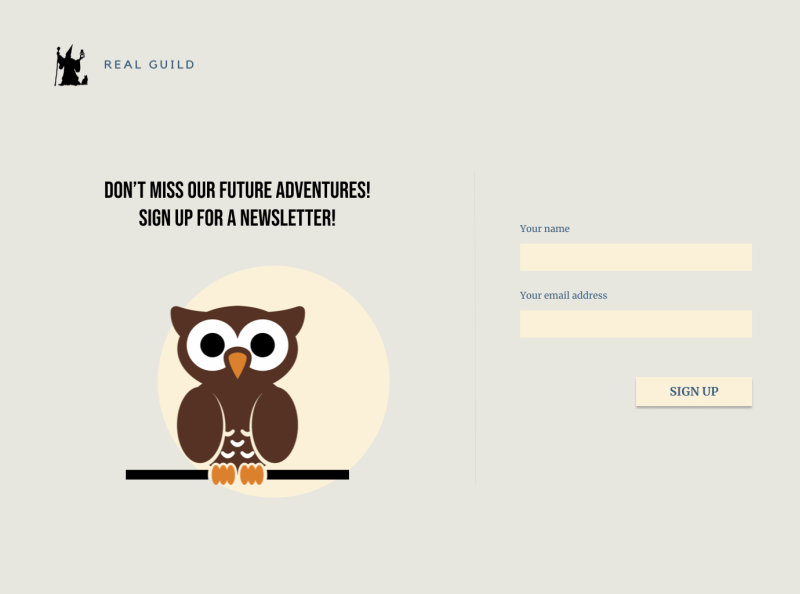 REAL GUILD
DON’T MISS OUR FUTURE ADVENTURES!
SIGN UP FOR A NEWSLETTER!
Your name
Your email address
SIGN UP